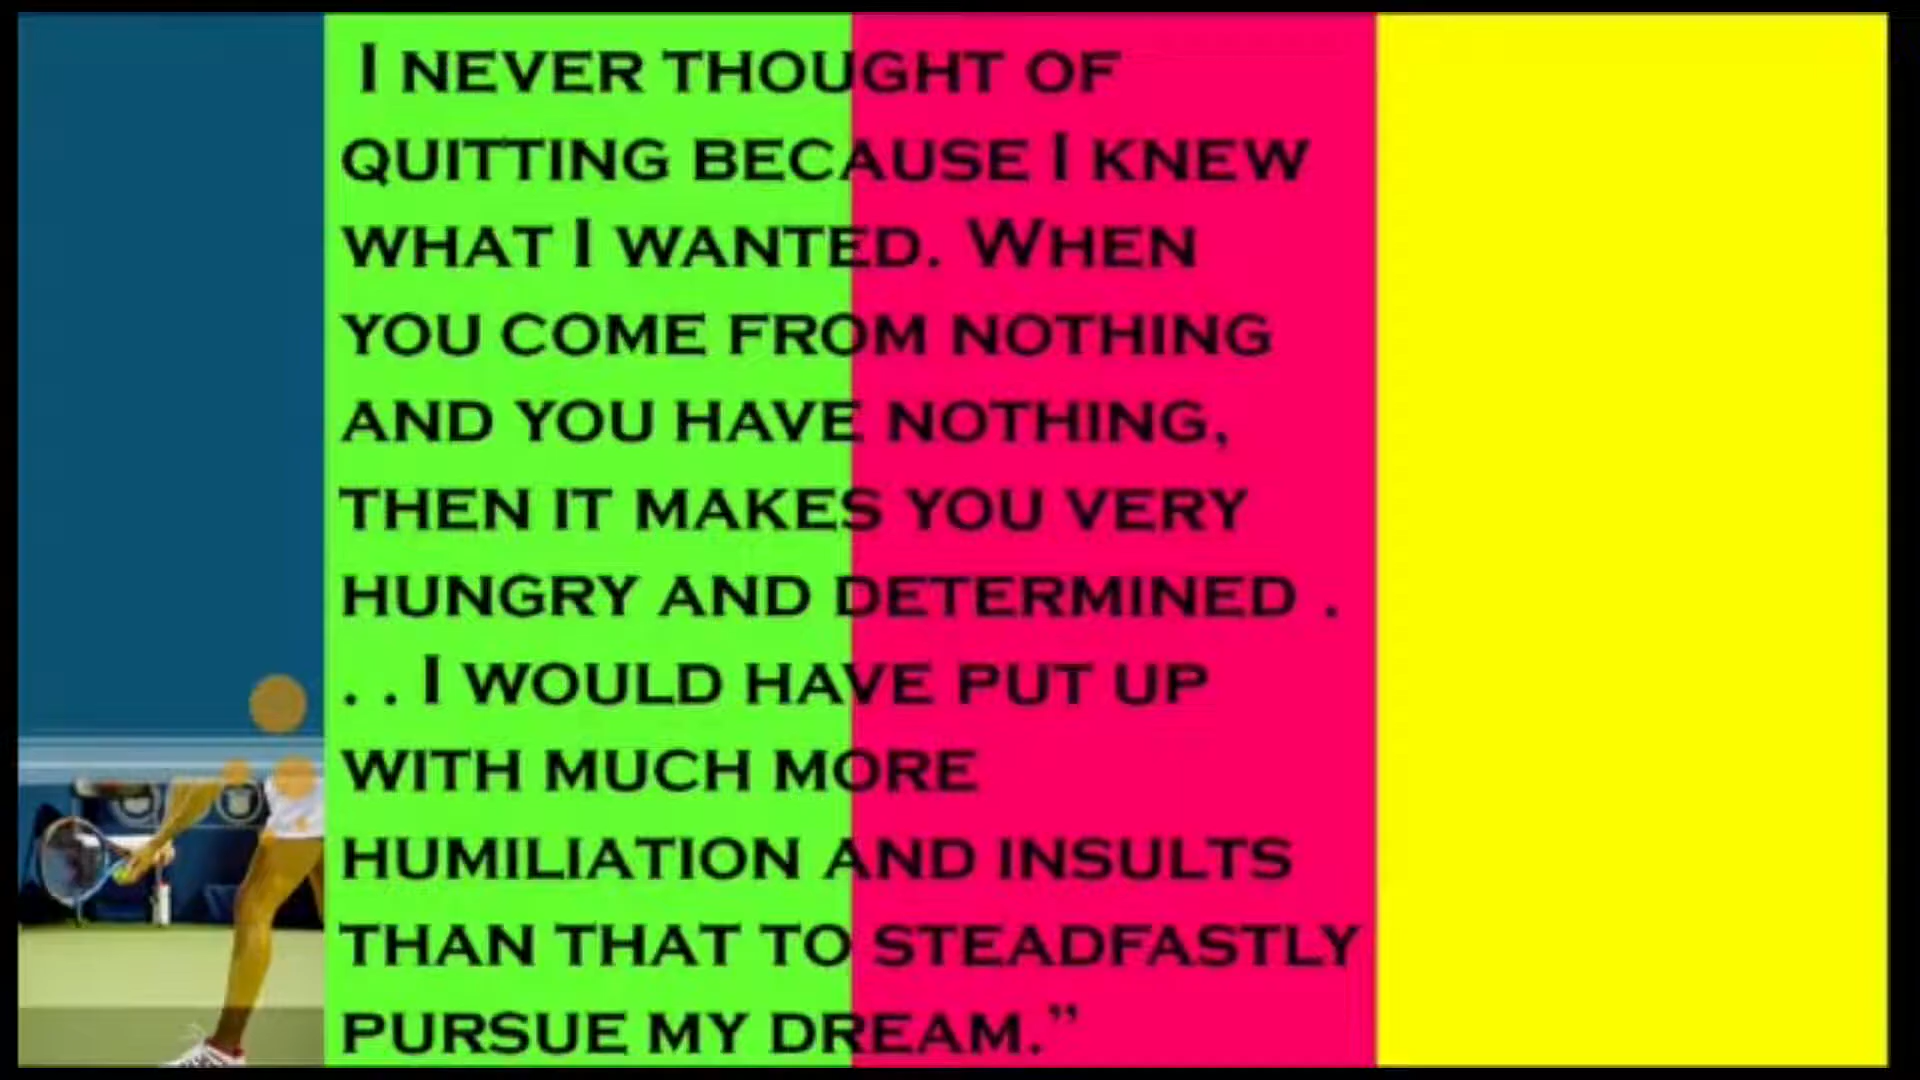 I NEVER THOUGHT OF
QUITTING BECAUSE I KNEW
WHAT I WANTED. WHEN
YOU COME FROM NOTHING
AND YOU HAVE NOTHING,
THEN IT MAKES YOU VERY
HUNGRY AND DETERMINED .
. . I WOULD HAVE PUT UP
WITH MUCH MORE
HUMILIATION AND INSULTS
THAN THAT TO STEADFASTLY
PURSUE MY DREAM.”